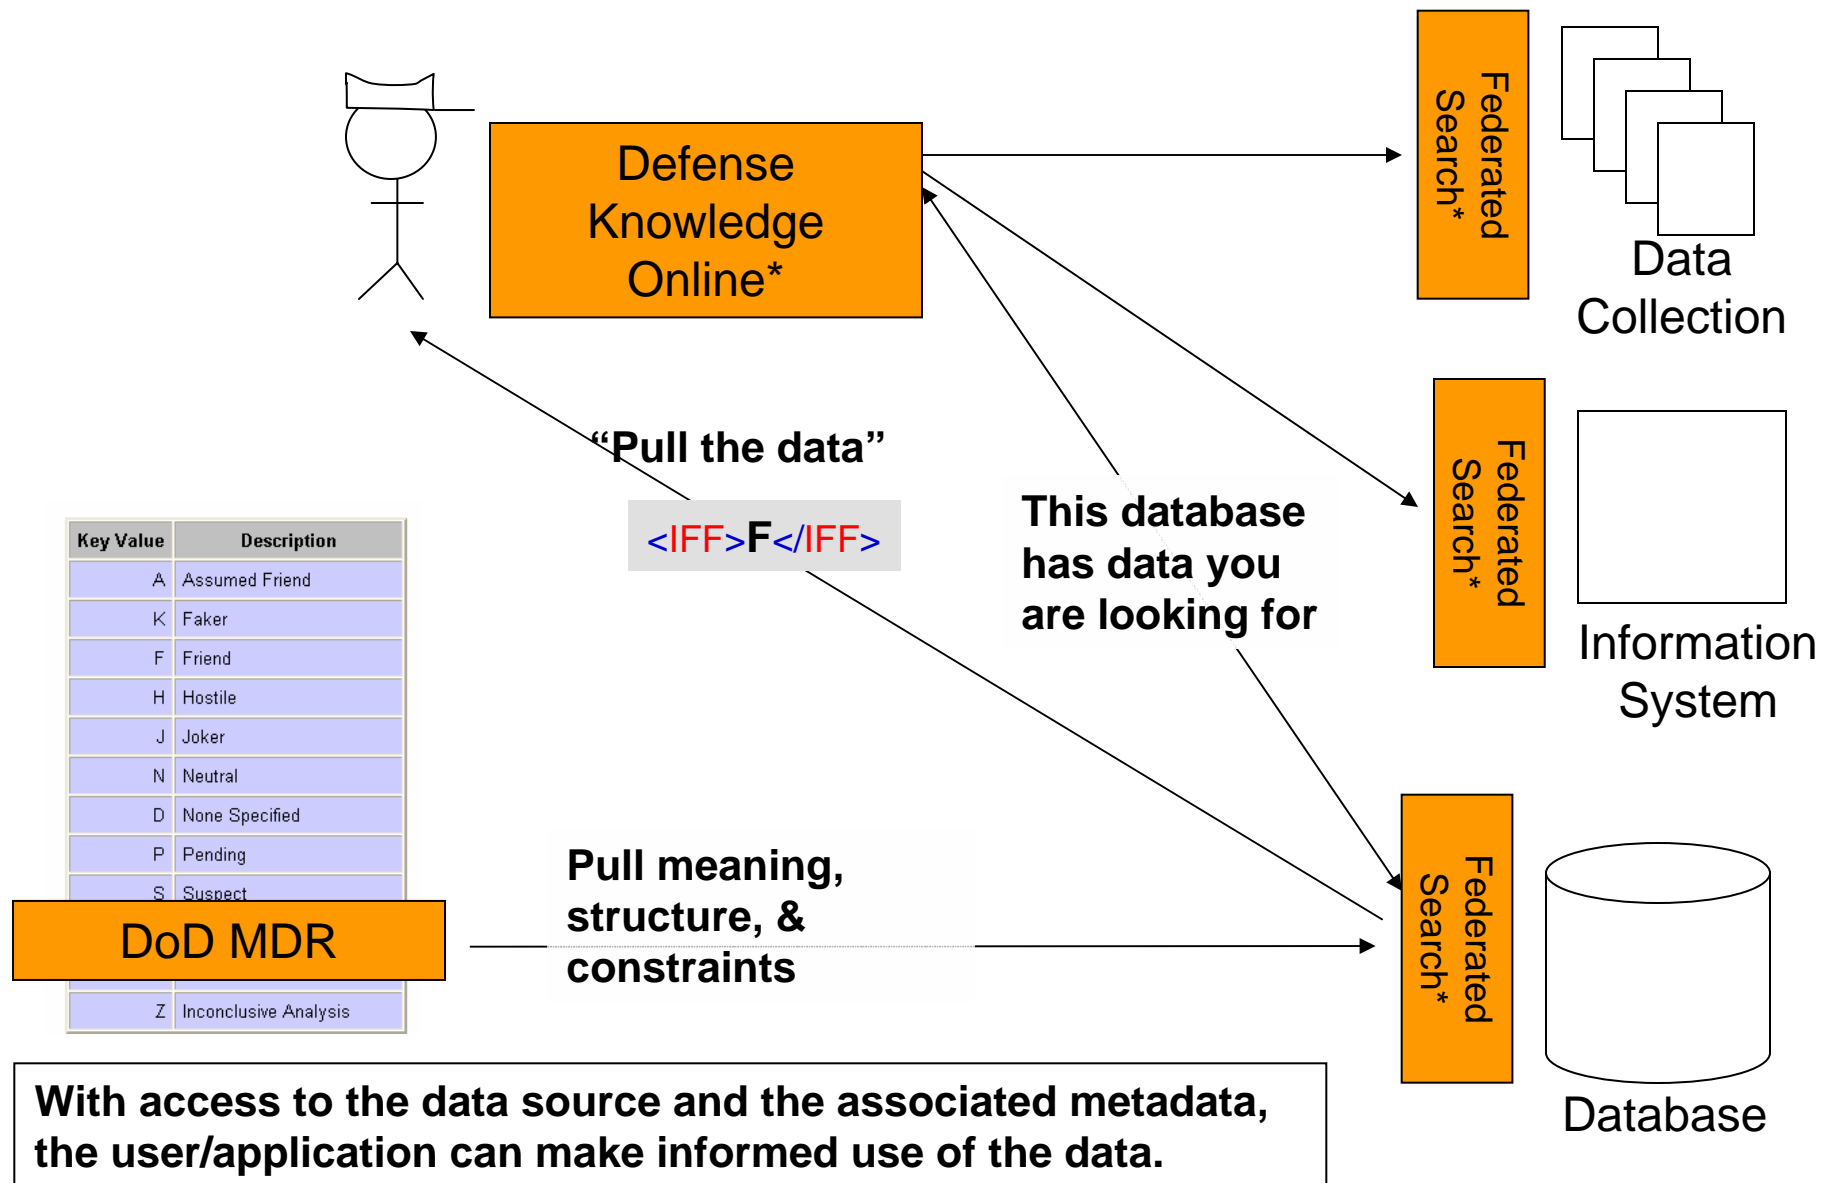 Defense
Knowledge
Online*
Federated
Search*
Data
Collection
"Pull the data"
<IFF>F</IFF>
This database
has data you
are looking for
Federated
Search*
Information
System
Key Value Description
A Assumed Friend
K Faker
F Friend
H Hostile
J Joker
N Neutral
D None Specified
P Pending
S Suspect
DoD MDR
Z Inconclusive Analysis
Pull meaning,
structure, &
constraints
Federated
Search*
Database
With access to the data source and the associated metadata,
the user/application can make informed use of the data.